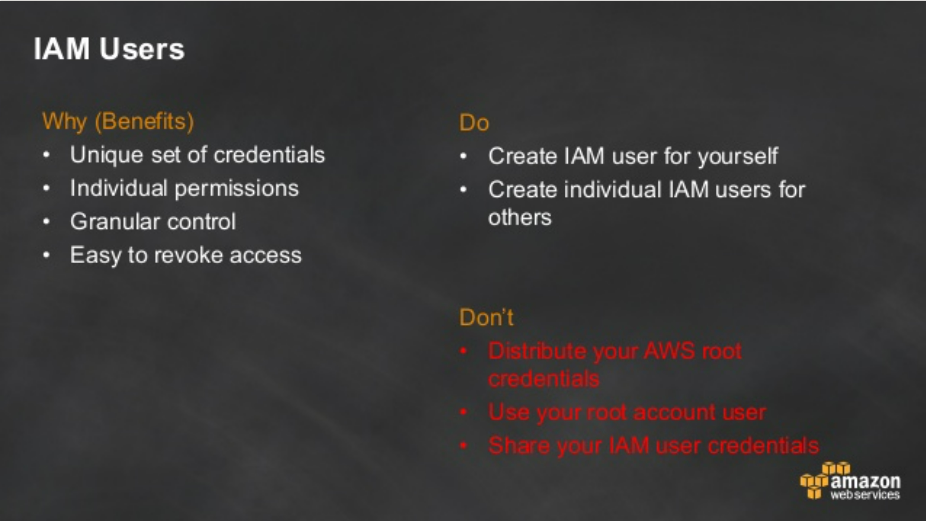 IAM Users
Why (Benefits)
• Unique set of credentials
• Individual permissions
• Granular control
• Easy to revoke access
Do
• Create IAM user for yourself
• Create individual IAM users for
others
Don't
• Distribute your AWS root
credentials
• Use your root account user
• Share your IAM user credentials
amazon
webservices